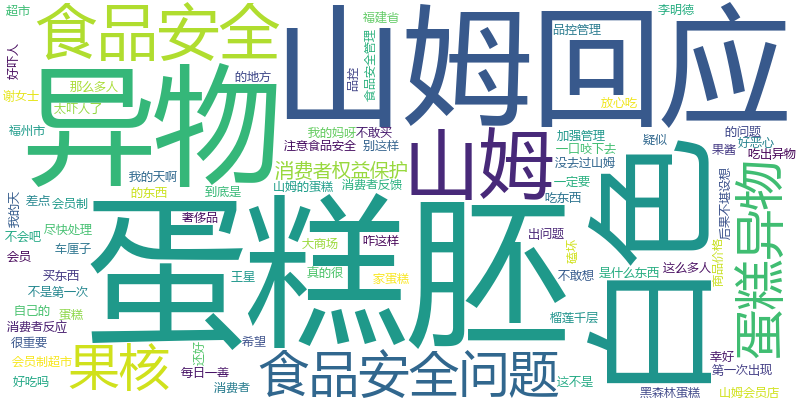 超市
食品安全
山姆回应
福建省
李明德
品控管理
好吓人
异物
的地方
品控
食品安全管理
那么多人
谢女士
太吓人了
放心吃
福州市
我的妈呀
不敢买
注意食品安全
别这样
加强管理
疑似
的问题
好恶心
一口咬下去
果酱
吃出异物
没去过山姆
消费者权益保护
山姆
白色
蛋糕异物
后果不堪设想
我的天啊
我的天
的东西
到底是
山姆的蛋糕
消费者反馈
一定要
吃东西
差点
会员制
奢侈品
蛋糕胚
尽快处理
不会吧
车厘子
大商场
咋这样
出问题
会员
买东西
王星
真的很
家蛋糕
不敢想
磕坏
是什么东西
这么多人
商品价格
不是第一次
自己的
蛋糕
消费者反应
希望
榴莲千层
很重要
会员制超市
果核
还好
食品安全问题
幸好
第一次出现
好吃吗
每日一善
消费者
这不是
黑森林蛋糕
山姆会员店